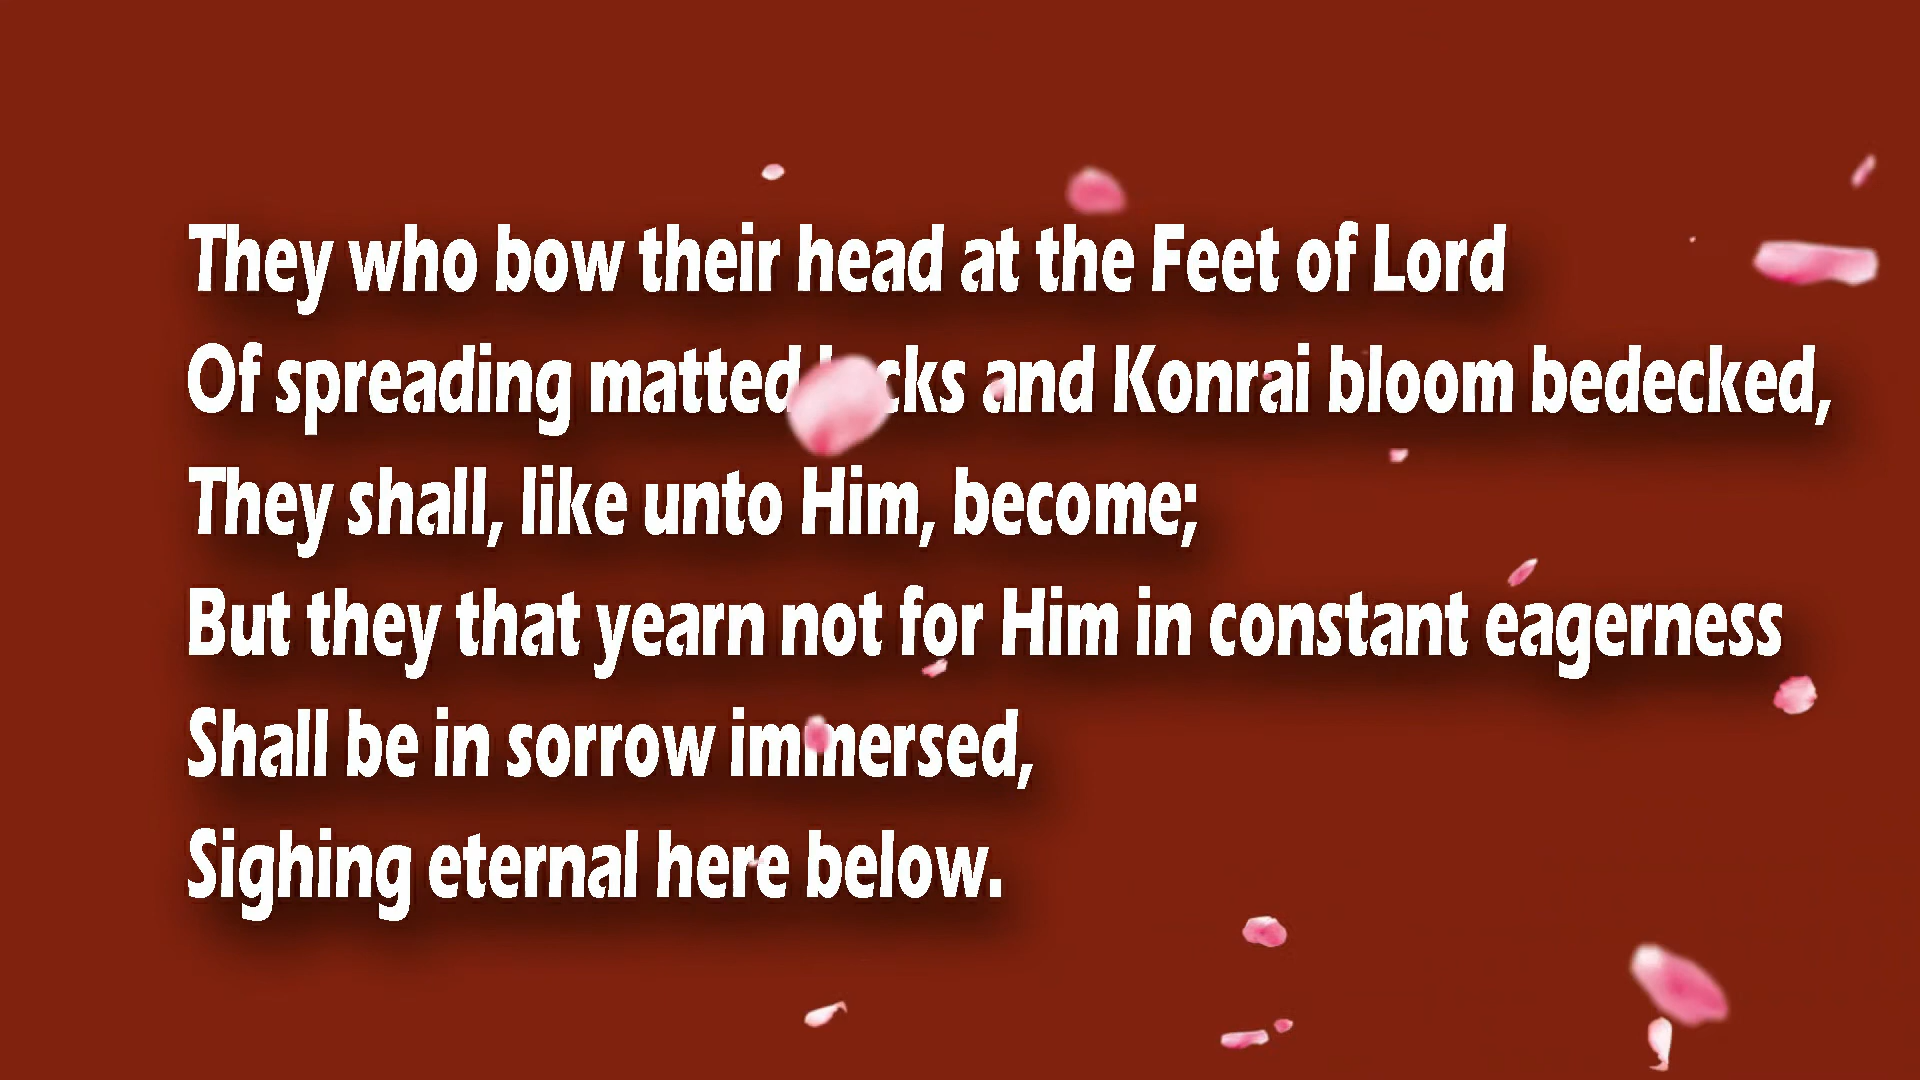 They who bow their head at the Feet of Lord
Of spreading matted locks and Konrai bloom bedecked,
They shall, like unto Him, become;
But they that yearn not for Him in constant eagerness
Shall be in sorrow immersed,
Sighing eternal here below.